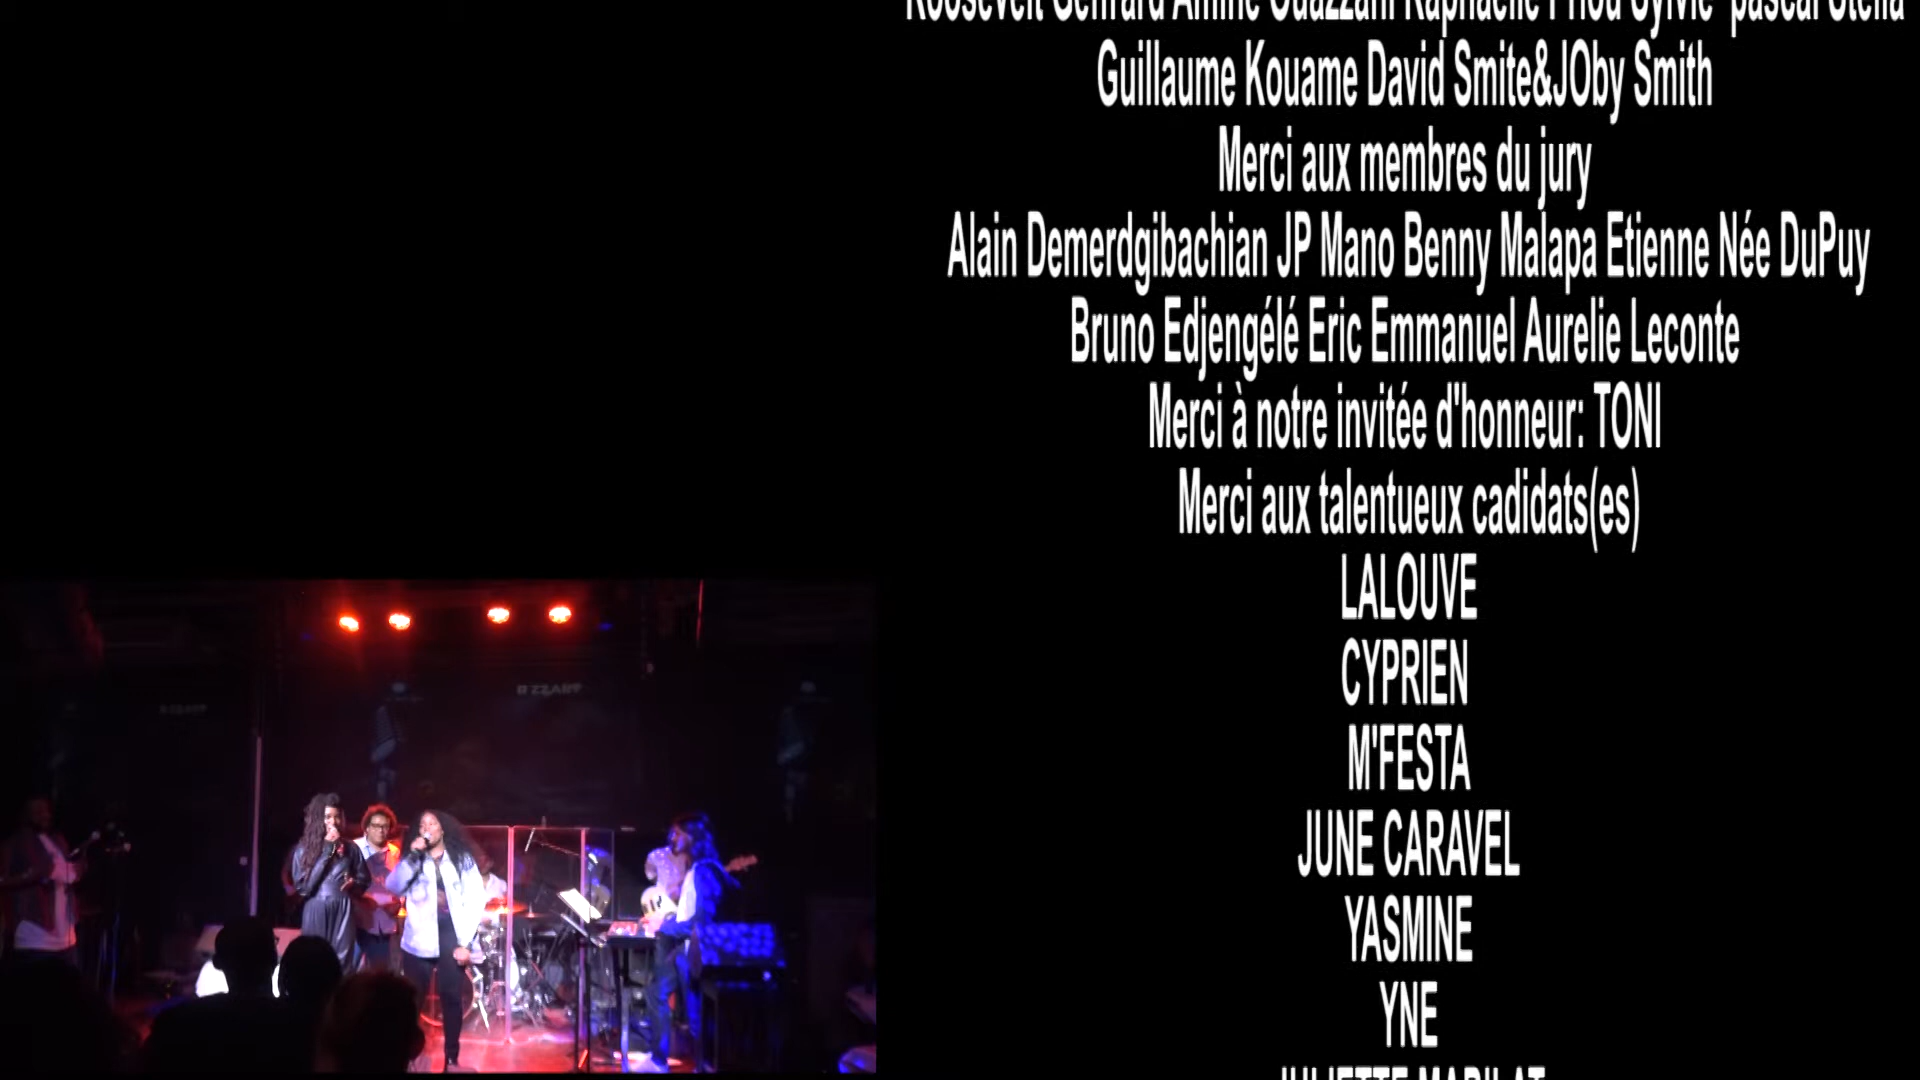 Guillaume Kouame David Smite&JOby Smith
Merci aux membres du jury
Alain Demerdgibachian JP Mano Benny Malapa Etienne Née DuPuy
Bruno Edjengélé Eric Emmanuel Aurelie Leconte
Merci à notre invitée d'honneur: TONI
Merci aux talentueux cadidats(es)
LALOUVE
CYPRIEN
M'FESTA
JUNE CARAVEL
YASMINE
YNE